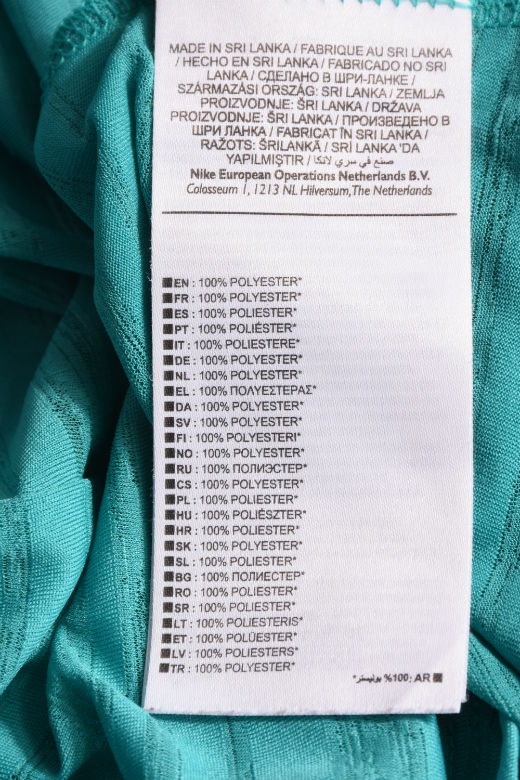 MADE IN SRI LANKA / FABRIQUE AU SRI LANKA
/ HECHO EN SRI LANKA / FABRICADO NO SRI
LANKA / СДЕЛАНО В ШРИ-ЛАНКЕ /
SZÁRMAZÁSI ORSZÁG: SRI LANKA / ZEMLJA
PROIZVODNJE: ŠRI LANKA / DRŽAVA
PROIZVODNJE: ŠRI LANKA / ПРОИЗВЕДЕНО В
ШРИ ЛАНКА / FABRICAT ÎN SRI LANKA /
RAŽOTS: ŠRILANKĀ / SRİ LANKA 'DA
YAPILMIŞTIR / صنع في سري لانكا
Nike European Operations Netherlands B.V.
Colosseum 1, 1213 NL Hilversum, The Netherlands
EN : 100% POLYESTER*
FR : 100% POLYESTER*
ES : 100% POLIÉSTER*
PT : 100% POLIÉSTER*
IT : 100% POLIESTERE*
DE : 100% POLYESTER*
NL : 100% POLYESTER*
EL : 100% ΠΟΛΥΕΣΤΕΡΑΣ*
DA : 100% POLYESTER*
SV : 100% POLYESTER*
FI : 100% POLYESTERI*
NO : 100% POLYESTER*
RU : 100% ПОЛИЭСТЕР*
CS : 100% POLYESTER*
PL : 100% POLIESTER*
HU : 100% POLIÉSZTER*
HR : 100% POLIESTER*
SK : 100% POLYESTER*
SL : 100% POLIESTER*
BG : 100% ПОЛИЕСТЕР*
RO : 100% POLIESTER*
SR : 100% POLIESTER*
LT : 100% POLIESTERIS*
ET : 100% POLÜESTER*
LV : 100% POLIESTERS*
TR : 100% POLYESTER*
AR :100% بوليستر*